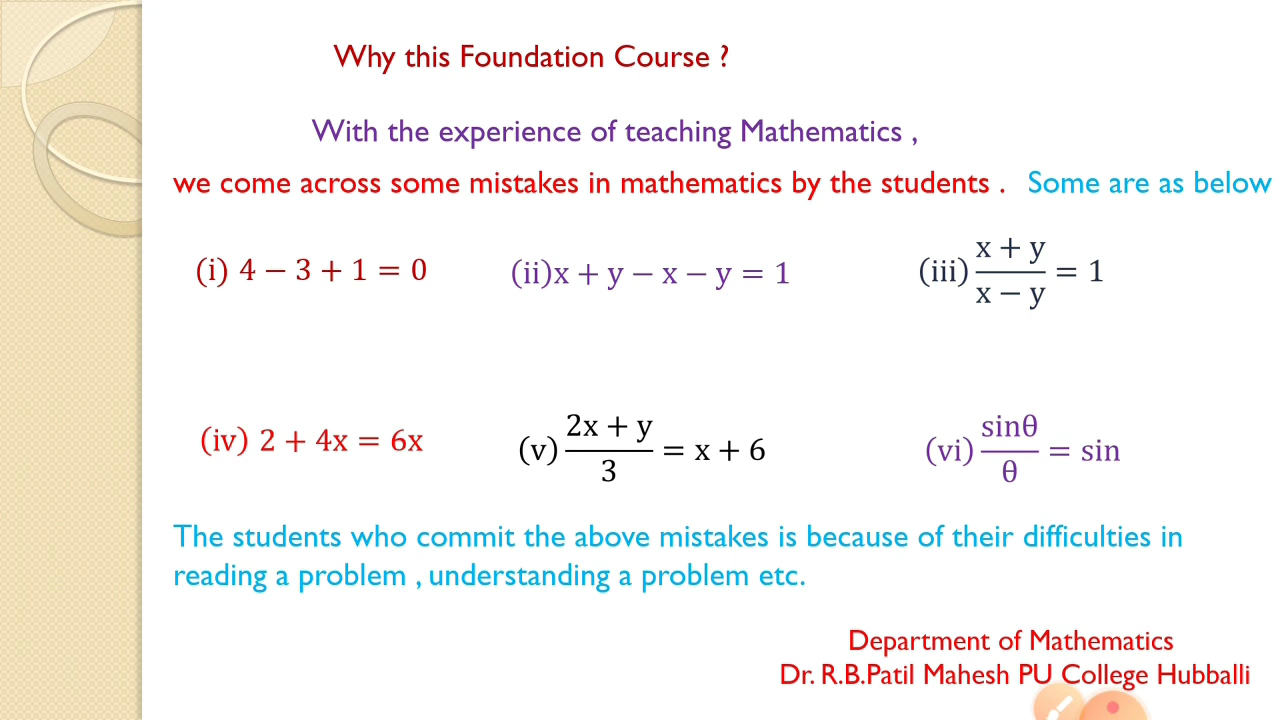 Why this Foundation Course ?
With the experience of teaching Mathematics ,
we come across some mistakes in mathematics by the students . Some are as below
(i) 4 − 3 + 1 = 0 (ii)x + y − x − y = 1 (iii) (x + y)/(x − y) = 1
(iv) 2 + 4x = 6x (v) (2x + y)/3 = x + 6 (vi) sinθ/θ = sin
The students who commit the above mistakes is because of their difficulties in
reading a problem , understanding a problem etc.
Department of Mathematics
Dr. R.B.Patil Mahesh PU College Hubballi